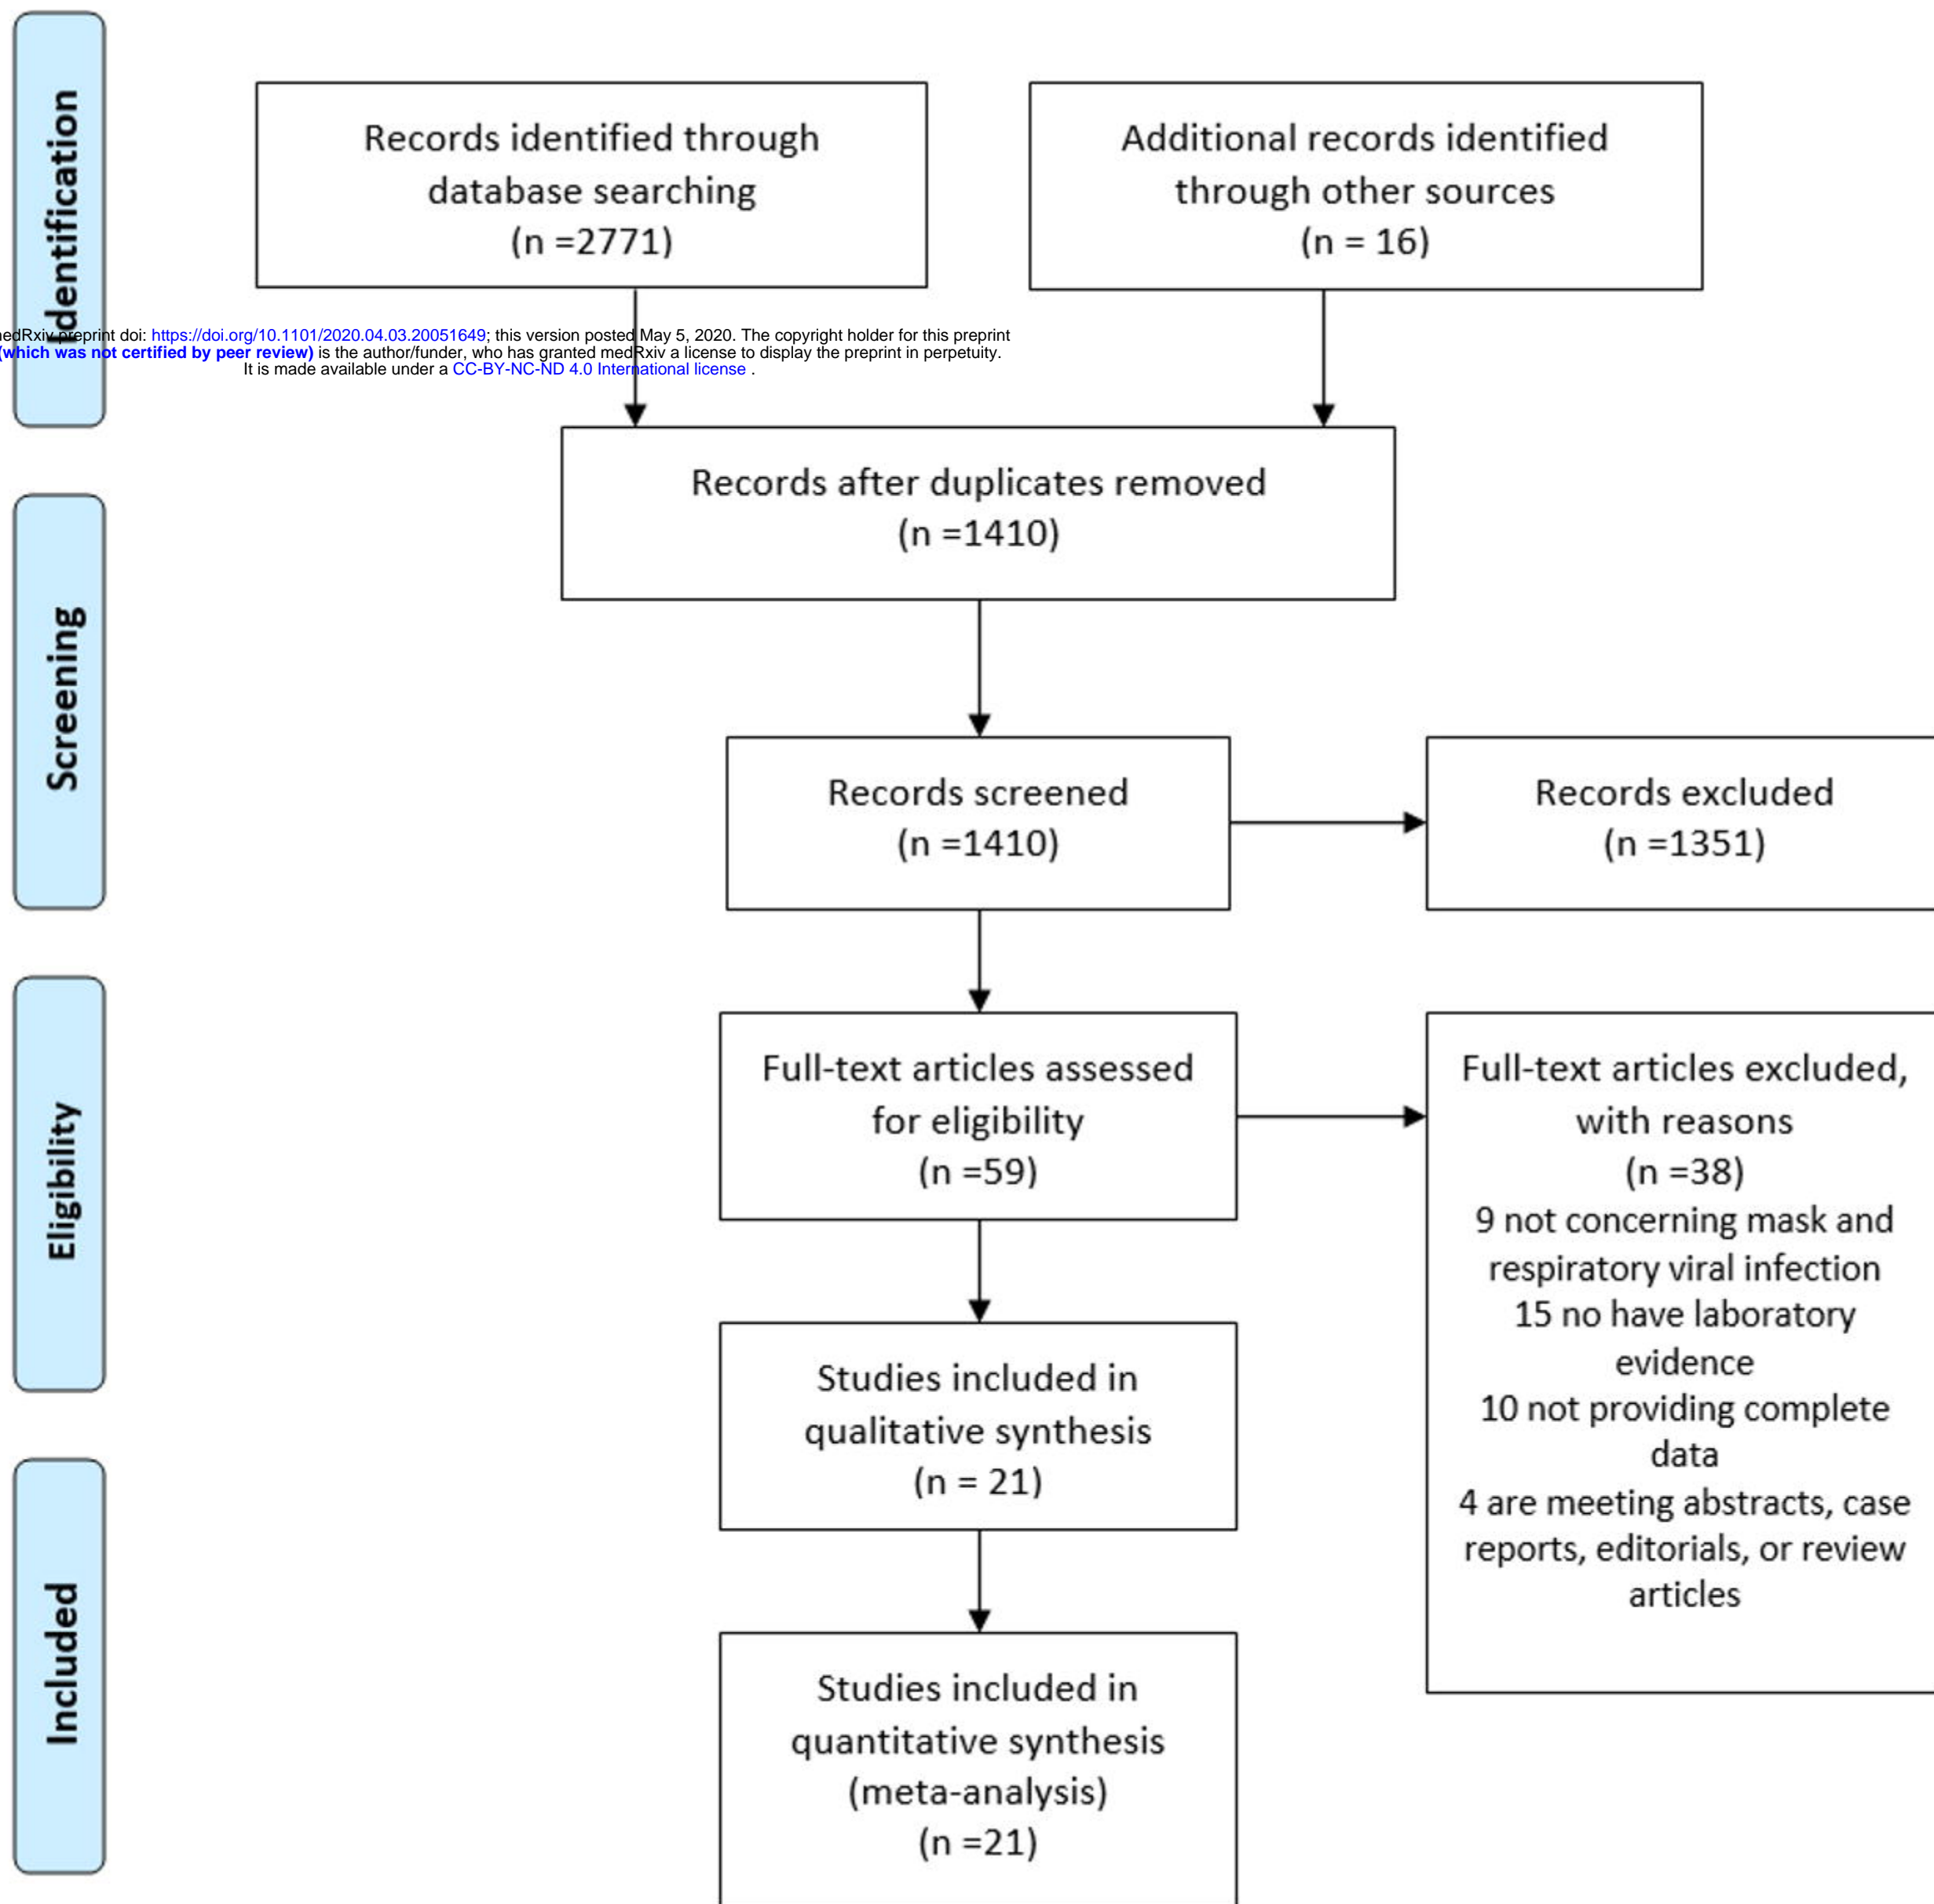 Identification
Records identified through
database searching
(n =2771)
Additional records identified
through other sources
(n = 16)
preprint doi: https://doi.org/10.1101/2020.04.03.20051649; this version posted May 5, 2020. The copyright holder for this preprint
(which was not certified by peer review) is the author/funder, who has granted medRxiv a license to display the preprint in perpetuity.
It is made available under a CC-BY-NC-ND 4.0 International license .
Records after duplicates removed
(n =1410)
Screening
Records screened
(n =1410)
Records excluded
(n =1351)
Eligibility
Full-text articles assessed
for eligibility
(n =59)
Full-text articles excluded,
with reasons
(n =38)
9 not concerning mask and
respiratory viral infection
15 no have laboratory
evidence
10 not providing complete
data
4 are meeting abstracts, case
reports, editorials, or review
articles
Studies included in
qualitative synthesis
(n = 21)
Included
Studies included in
quantitative synthesis
(meta-analysis)
(n =21)